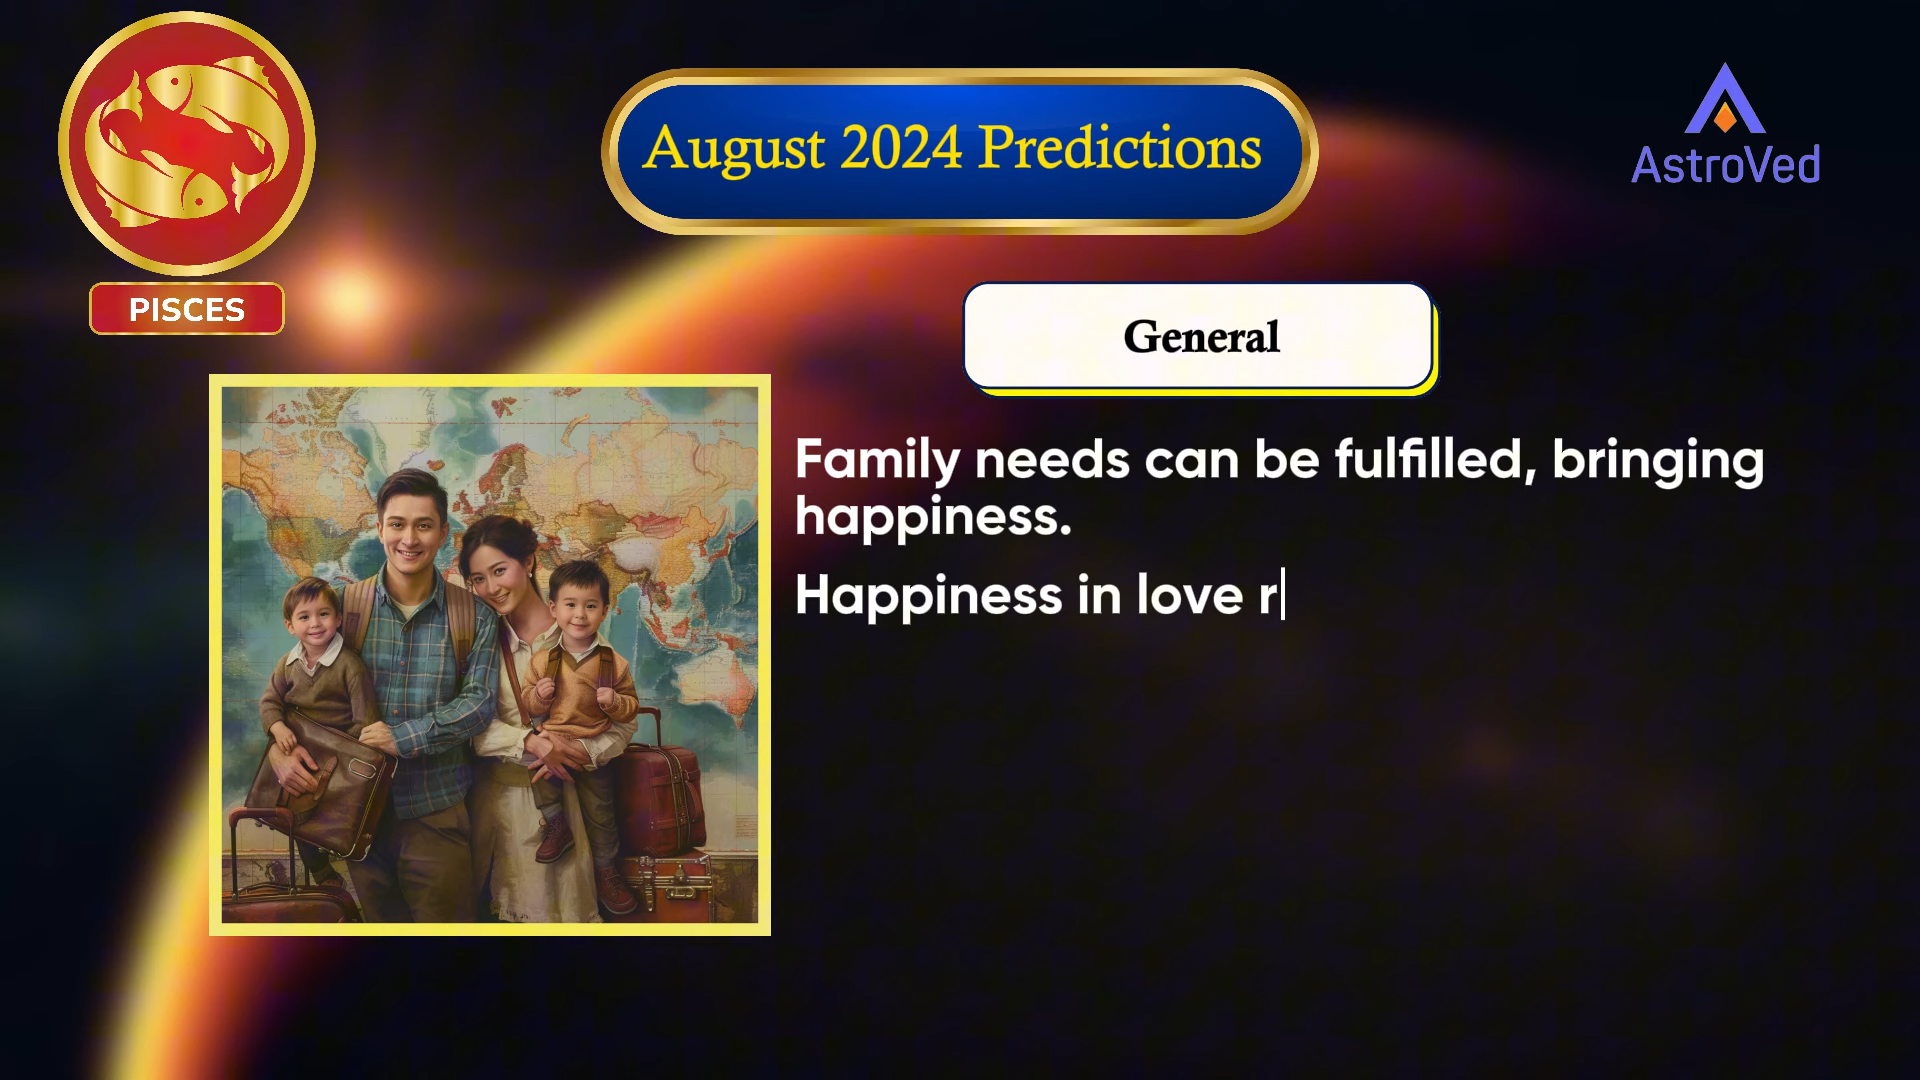 August 2024 Predictions
AstroVed
PISCES
General
Family needs can be fulfilled, bringing
happiness.
Happiness in love r